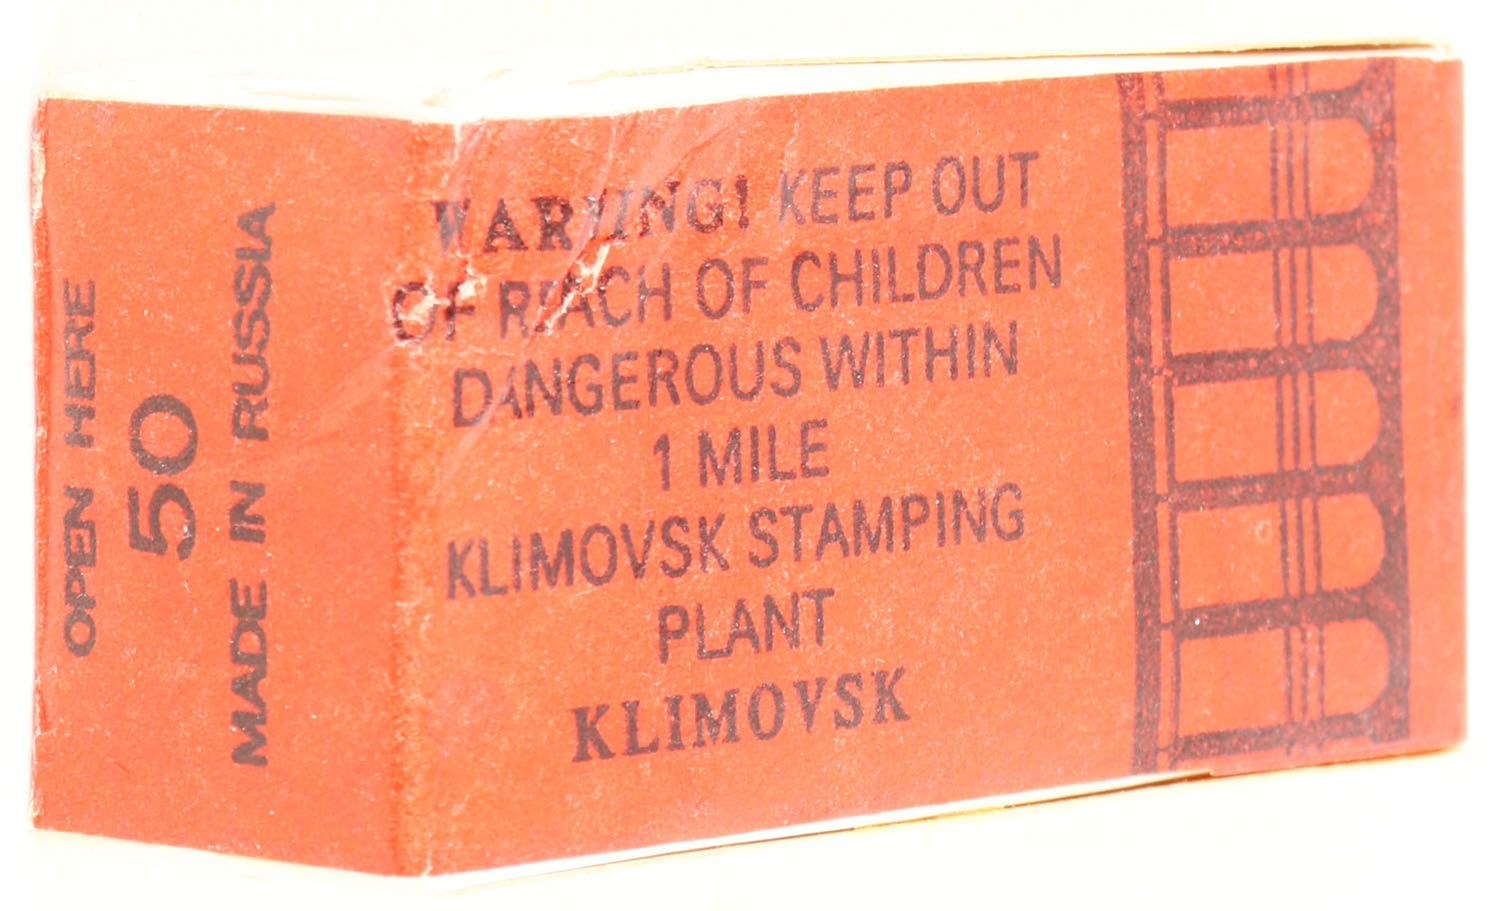 OPEN HERE
50
MADE IN RUSSIA
WARNING! KEEP OUT
OF REACH OF CHILDREN
DANGEROUS WITHIN
1 MILE
KLIMOVSK STAMPING
PLANT
KLIMOVSK